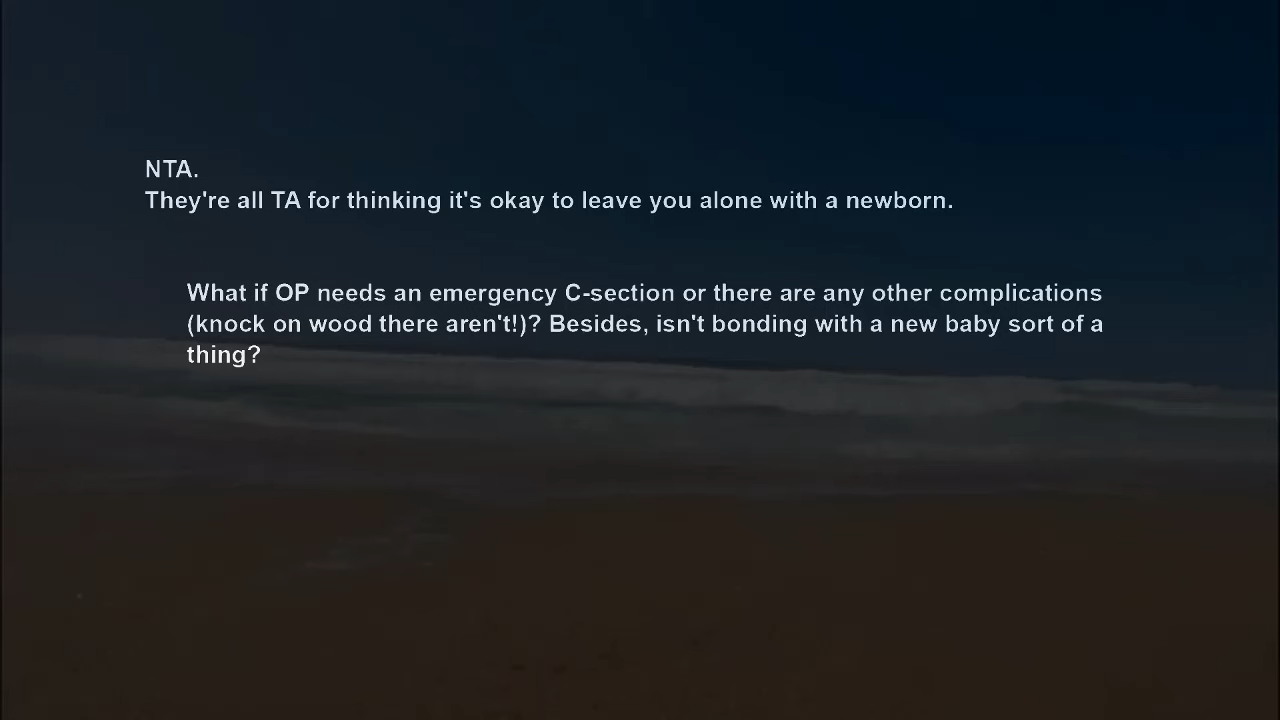 NTA.
They're all TA for thinking it's okay to leave you alone with a newborn.
What if OP needs an emergency C-section or there are any other complications
(knock on wood there aren't!)? Besides, isn't bonding with a new baby sort of a
thing?